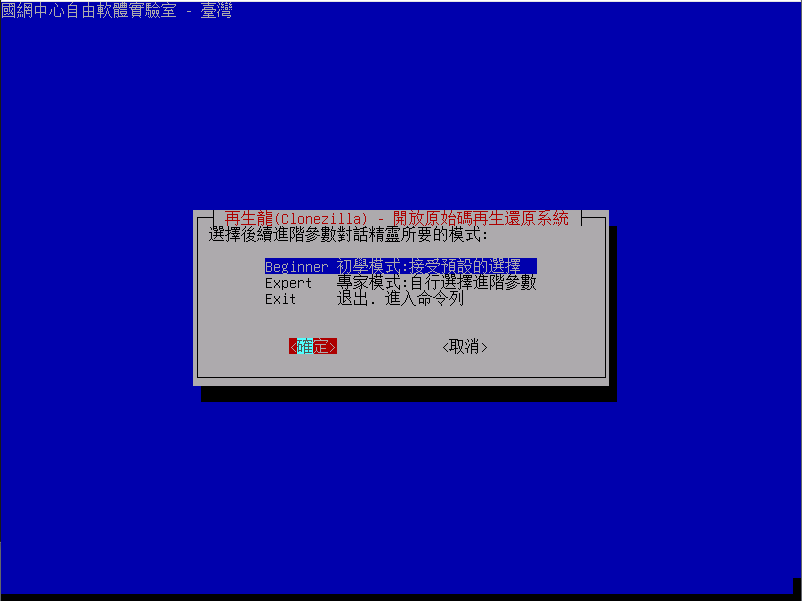 國網中心自由軟體實驗室 - 臺灣
再生龍(Clonezilla) - 開放原始碼再生還原系統
選擇後續進階參數對話精靈所要的模式:
Beginner 初學模式:接受預設的選擇
Expert 專家模式:自行選擇進階參數
Exit 退出. 進入命令列
<確定> <取消>